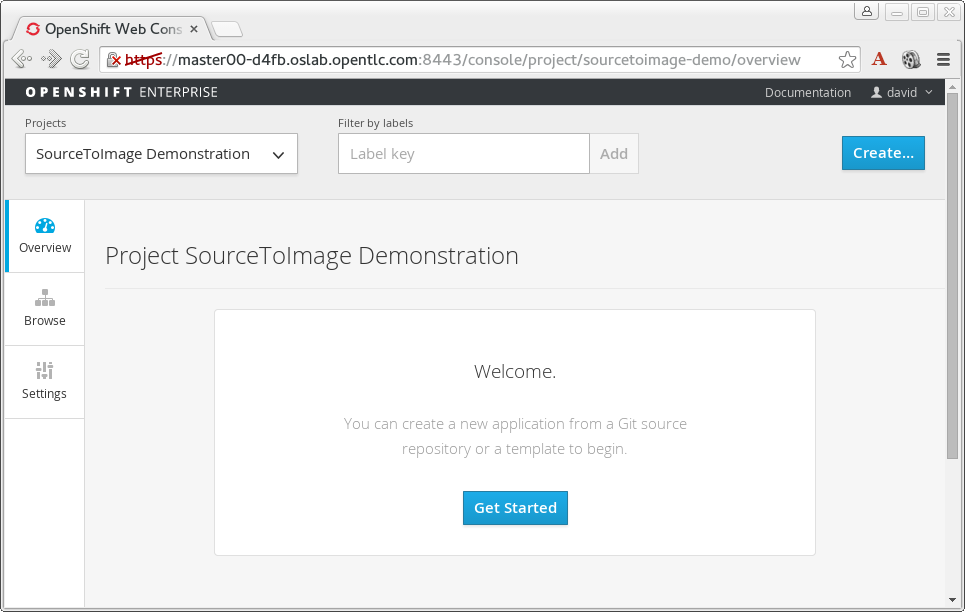 OpenShift Web Cons
https://master00-d4fb.oslab.opentlc.com:8443/console/project/sourcetoimage-demo/overview
A
OPENSHIFT ENTERPRISE Documentation david
Projects Filter by labels
SourceToImage Demonstration Label key Add Create...
Overview
Project SourceToImage Demonstration
Browse
Settings
Welcome.
You can create a new application from a Git source
repository or a template to begin.
Get Started